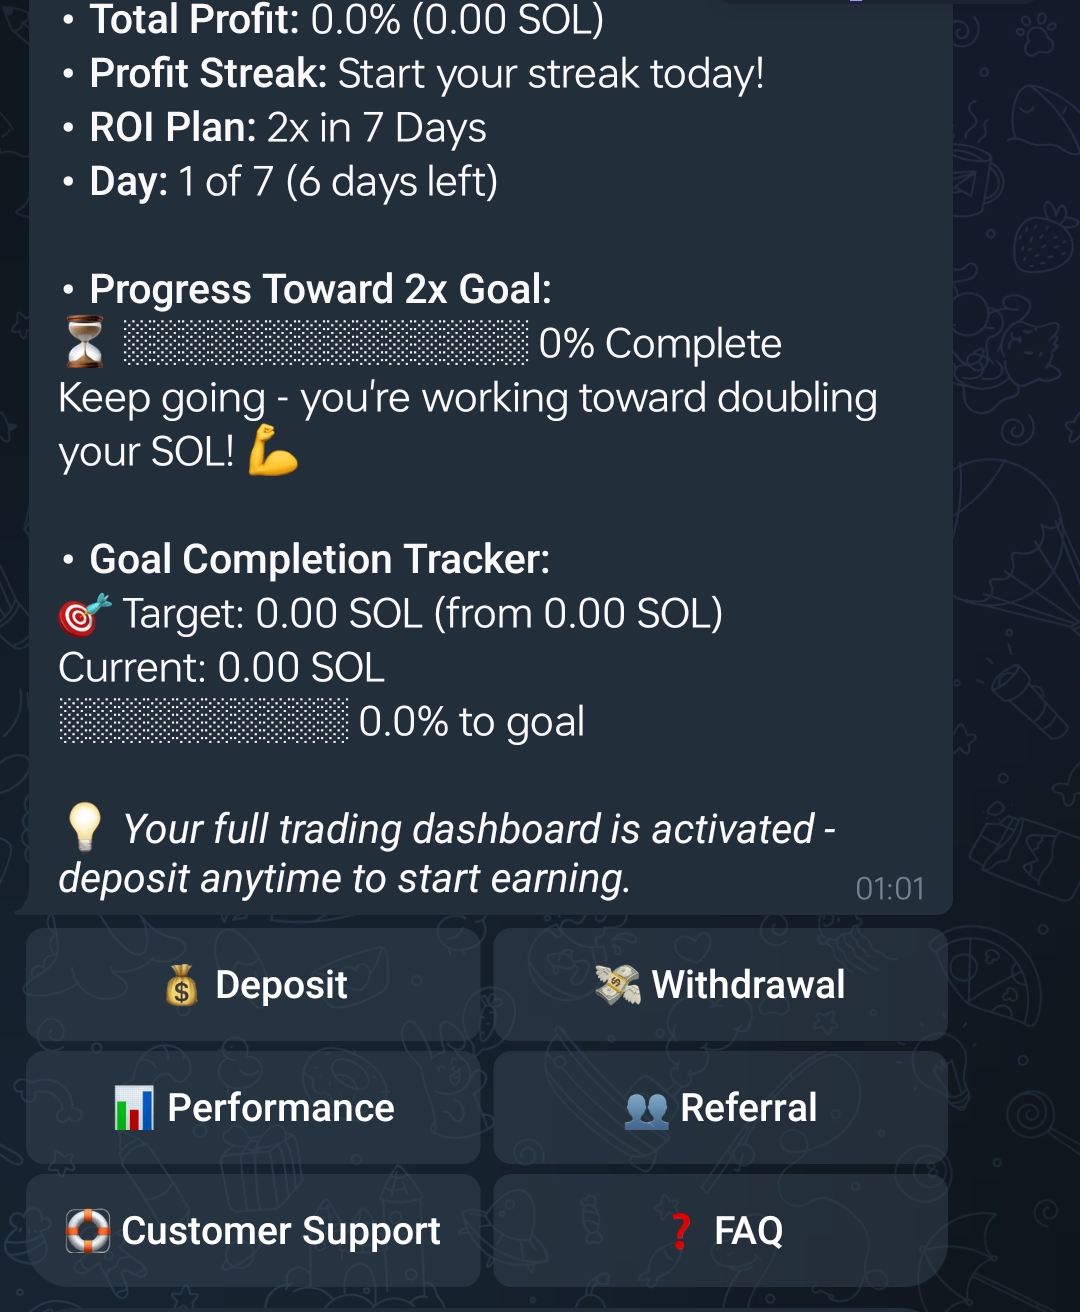 • Total Profit: 0.0% (0.00 SOL)
• Profit Streak: Start your streak today!
• ROI Plan: 2x in 7 Days
• Day: 1 of 7 (6 days left)
• Progress Toward 2x Goal:
⏳ ░░░░░░░░░░░░░░░░░░░░ 0% Complete
Keep going - you're working toward doubling
your SOL! 💪
• Goal Completion Tracker:
🎯 Target: 0.00 SOL (from 0.00 SOL)
Current: 0.00 SOL
░░░░░░░░░░░░░░ 0.0% to goal
💡 Your full trading dashboard is activated -
deposit anytime to start earning.
01:01
💰 Deposit
💸 Withdrawal
📊 Performance
👥 Referral
🛟 Customer Support
❓ FAQ